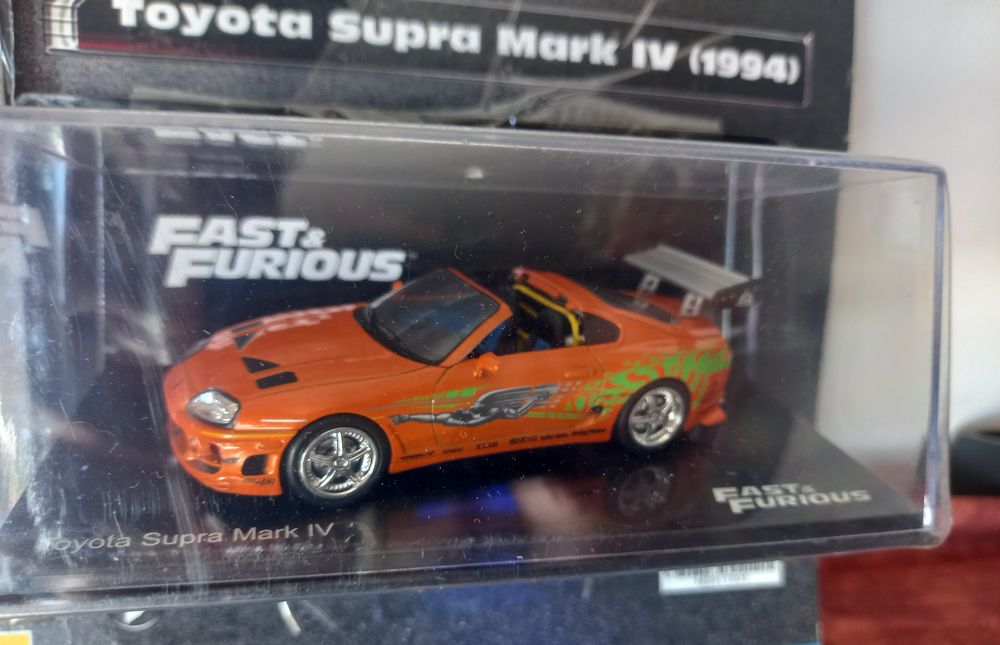 Toyota Supra Mark IV (1994)
FAST &
FURIOUS
FAST &
FURIOUS
Toyota Supra Mark IV